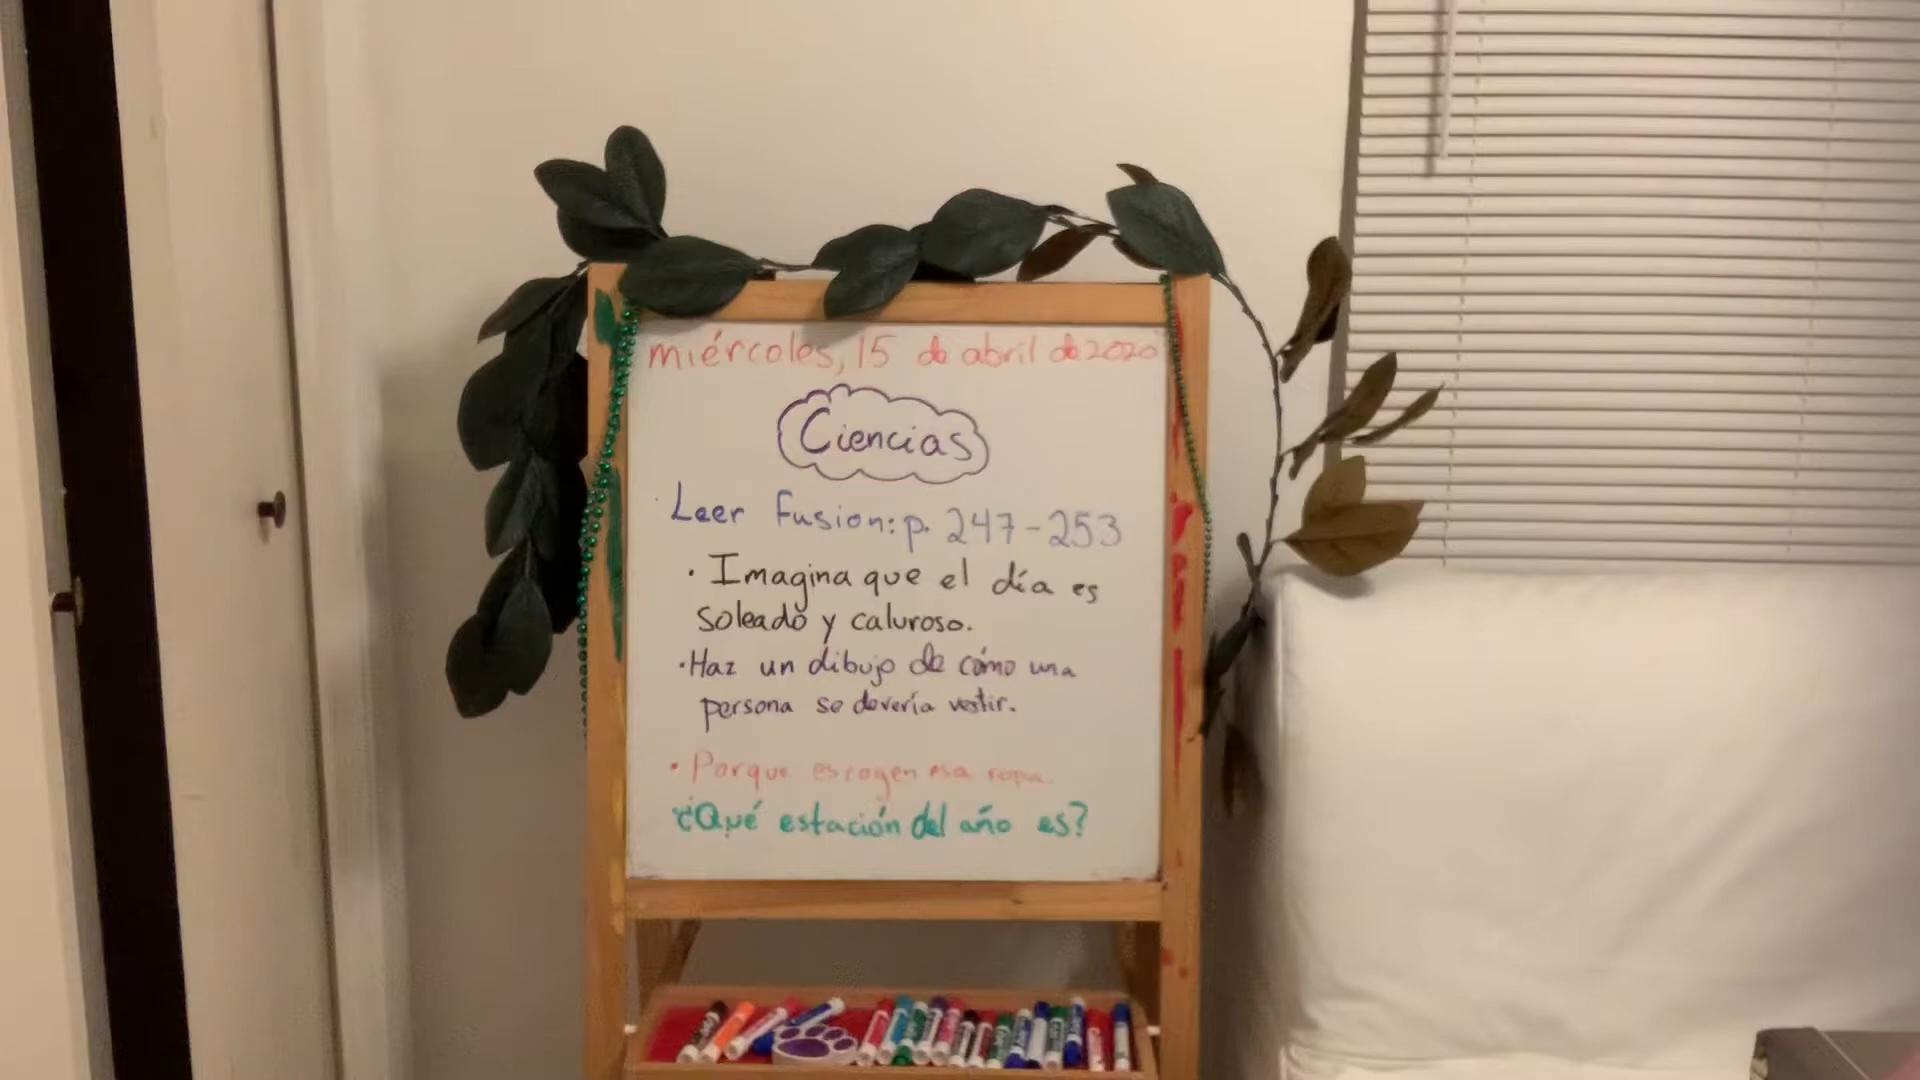 miércoles, 15 de abril de 2020
Ciencias
Leer Fusion: p. 247-253
· Imagina que el día es
soleado y caluroso.
· Haz un dibujo de cómo una
persona se devería vestir.
· Porque escogen esa ropa.
¿Qué estación del año es?